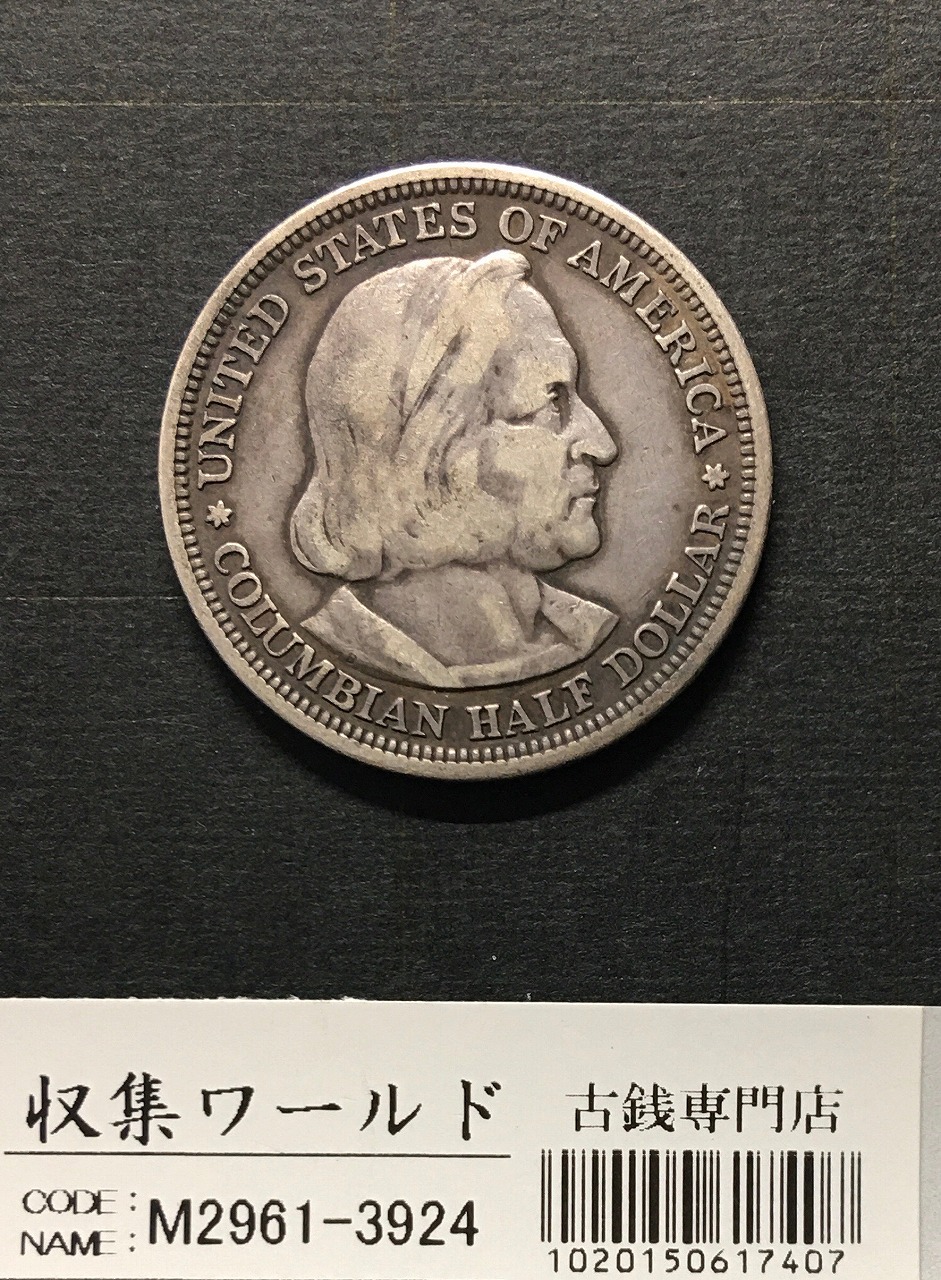 UNITED STATES OF AMERICA
COLUMBIAN HALF DOLLAR
収集ワールド
古銭専門店
CODE:
NAME:
M2961-3924
1020150617407